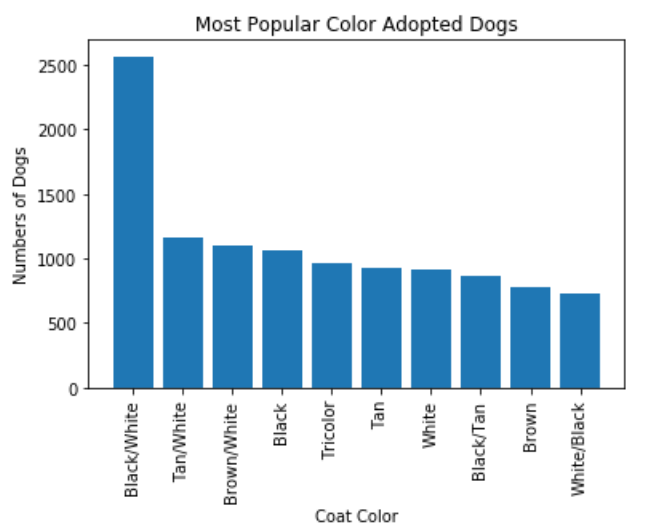 Most Popular Color Adopted Dogs
Numbers of Dogs
2500
2000
1500
1000
500
0
Black/White
Tan/White
Brown/White
Black
Tricolor
Tan
White
Black/Tan
Brown
White/Black
Coat Color